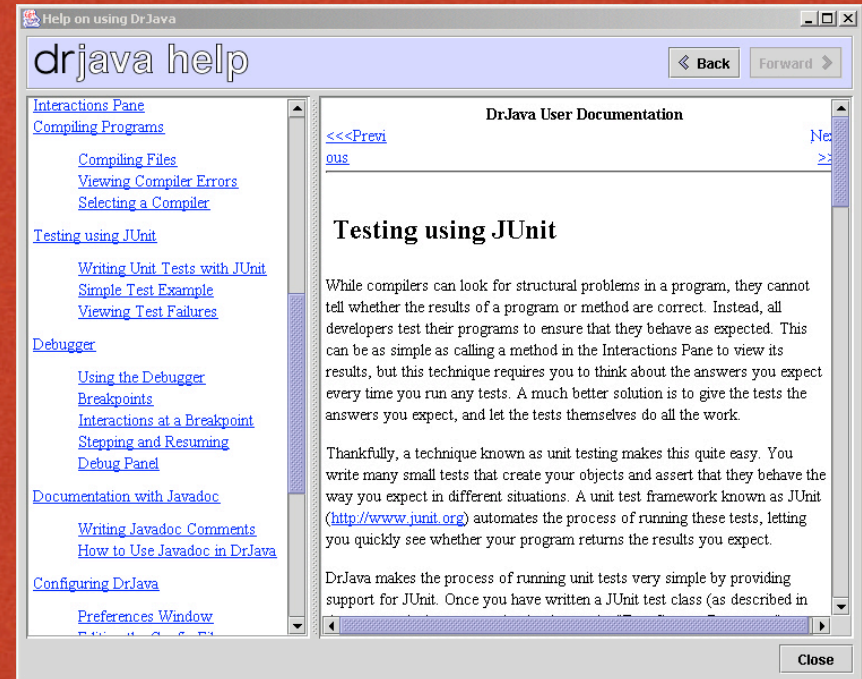 Help on using DrJava
drjava help
Back
Forward
Interactions Pane
Compiling Programs
Compiling Files
Viewing Compiler Errors
Selecting a Compiler
Testing using JUnit
Writing Unit Tests with JUnit
Simple Test Example
Viewing Test Failures
Debugger
Using the Debugger
Breakpoints
Interactions at a Breakpoint
Stepping and Resuming
Debug Panel
Documentation with Javadoc
Writing Javadoc Comments
How to Use Javadoc in DrJava
Configuring DrJava
Preferences Window
DrJava User Documentation
<<<Previ
ous
Nex
>>
Testing using JUnit
While compilers can look for structural problems in a program, they cannot
tell whether the results of a program or method are correct. Instead, all
developers test their programs to ensure that they behave as expected. This
can be as simple as calling a method in the Interactions Pane to view its
results, but this technique requires you to think about the answers you expect
every time you run any tests. A much better solution is to give the tests the
answers you expect, and let the tests themselves do all the work.
Thankfully, a technique known as unit testing makes this quite easy. You
write many small tests that create your objects and assert that they behave the
way you expect in different situations. A unit test framework known as JUnit
(http://www.junit.org) automates the process of running these tests, letting
you quickly see whether your program returns the results you expect.
DrJava makes the process of running unit tests very simple by providing
support for JUnit. Once you have written a JUnit test class (as described in
Close